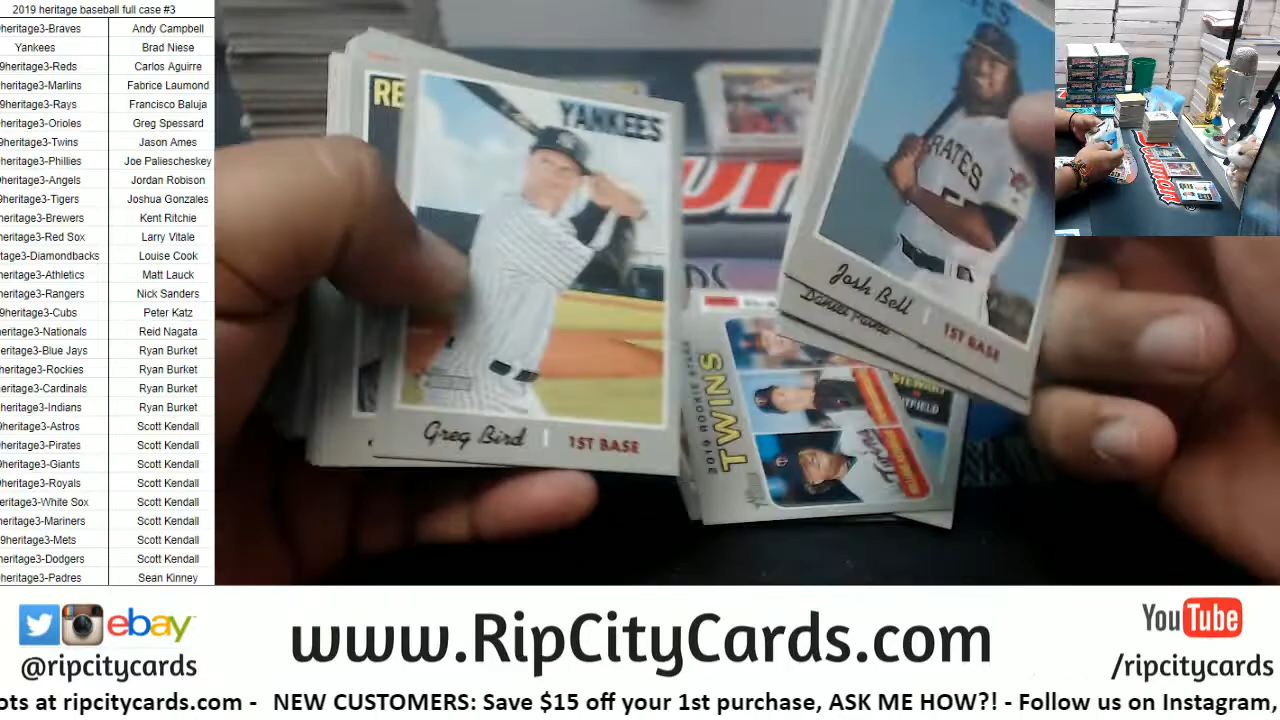 2019 heritage baseball full case #3
heritage3-Braves Andy Campbell
Yankees Brad Niese
9heritage3-Reds Carlos Aguirre
heritage3-Marlins Fabrice Laumond
9heritage3-Rays Francisco Baluja
heritage3-Orioles Greg Spessard
9heritage3-Twins Jason Ames
heritage3-Phillies Joe Paliescheskey
heritage3-Angels Jordan Robison
9heritage3-Tigers Joshua Gonzales
heritage3-Brewers Kent Ritchie
heritage3-Red Sox Larry Vitale
tage3-Diamondbacks Louise Cook
heritage3-Athletics Matt Lauck
heritage3-Rangers Nick Sanders
9heritage3-Cubs Peter Katz
heritage3-Nationals Reid Nagata
eritage3-Blue Jays Ryan Burket
heritage3-Rockies Ryan Burket
heritage3-Cardinals Ryan Burket
heritage3-Indians Ryan Burket
9heritage3-Astros Scott Kendall
heritage3-Pirates Scott Kendall
9heritage3-Giants Scott Kendall
9heritage3-Royals Scott Kendall
eritage3-White Sox Scott Kendall
heritage3-Mariners Scott Kendall
9heritage3-Mets Scott Kendall
heritage3-Dodgers Scott Kendall
heritage3-Padres Sean Kinney
RE
YANKEES
Greg Bird 1ST BASE
ATES
RATES
Josh Bell 1ST BASE
2019 ROOKIE STARS
TWINS
STEWART
OUTFIELD
Bowman
ebay
@ripcitycards
www.RipCityCards.com
YouTube
/ripcitycards
ots at ripcitycards.com - NEW CUSTOMERS: Save $15 off your 1st purchase, ASK ME HOW?! - Follow us on Instagram,